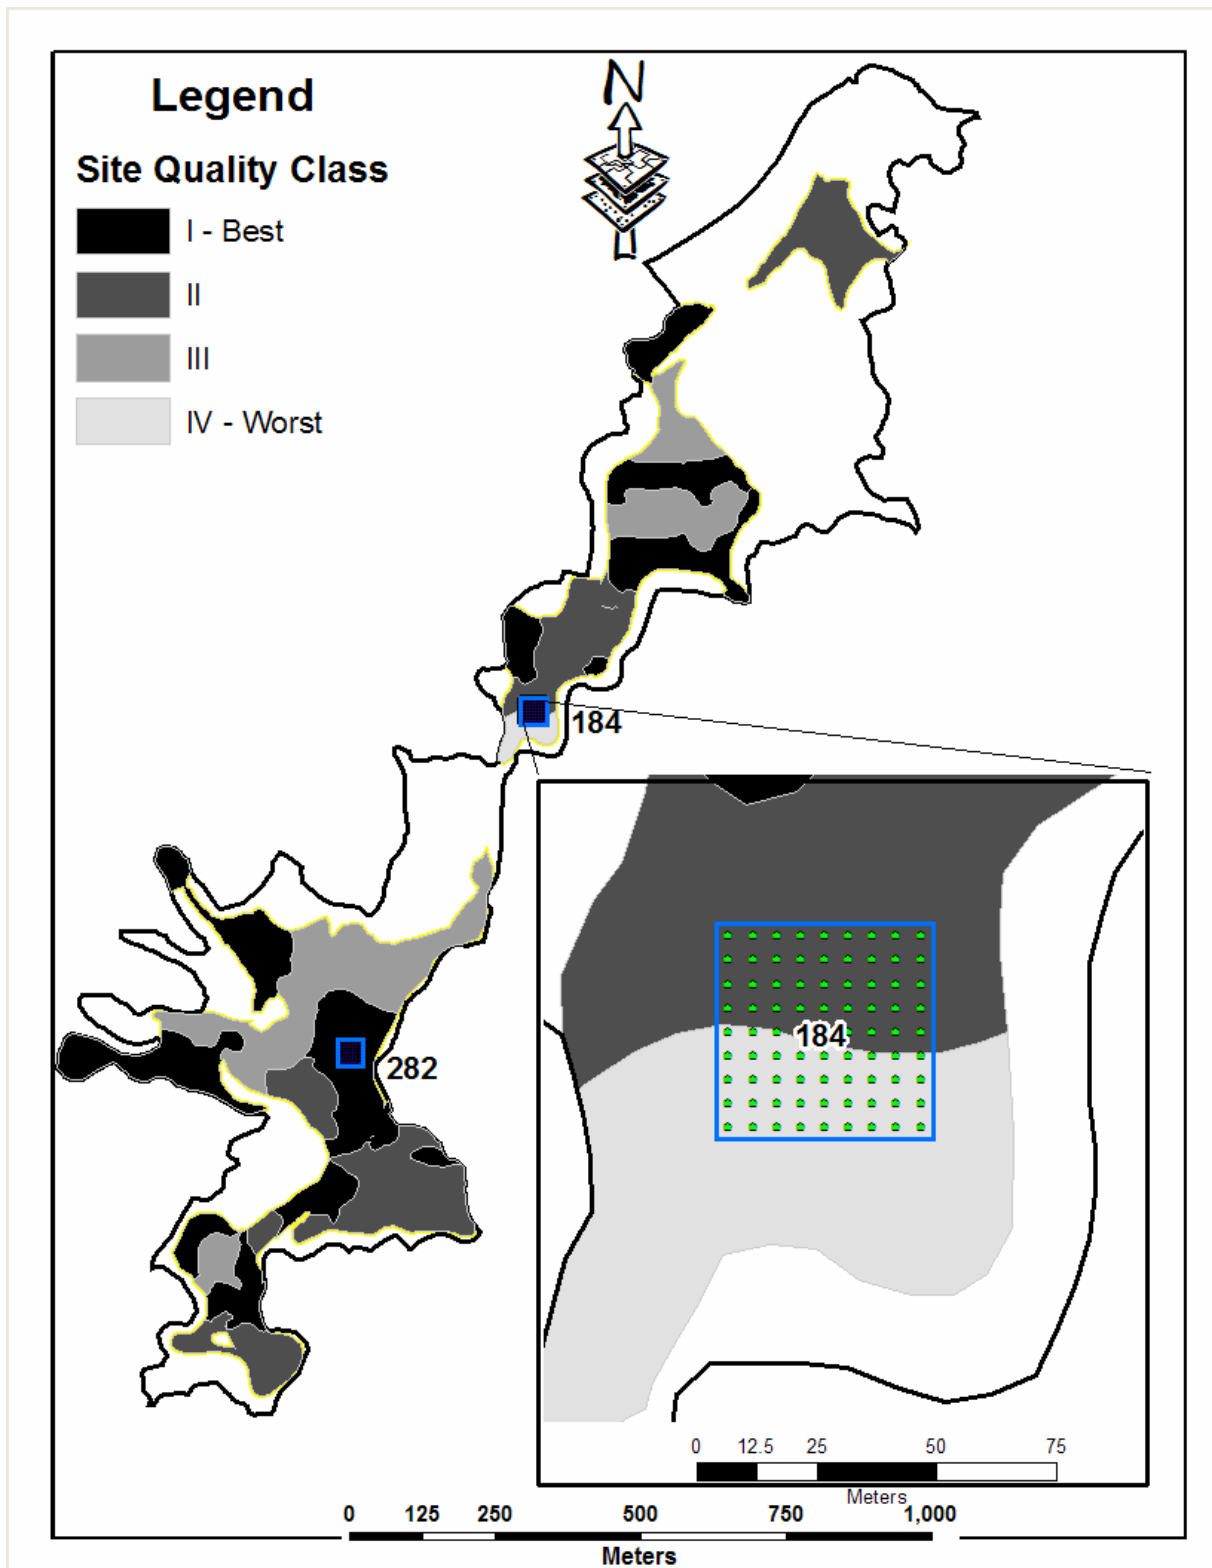 Legend
N
Site Quality Class
I - Best
II
III
IV - Worst
184
184
282
0 12.5 25 50 75
Meters
0 125 250 500 750 1,000
Meters